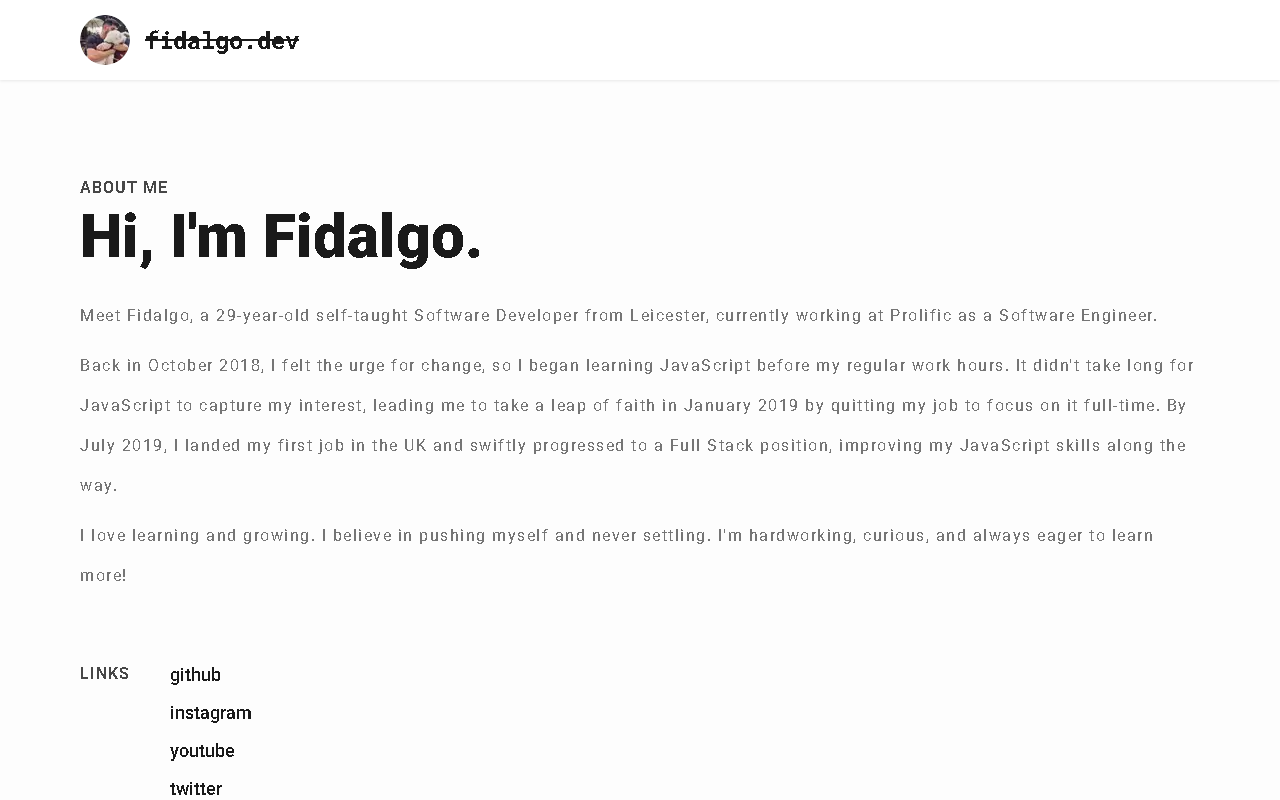 fidalgo.dev
ABOUT ME
Hi, I'm Fidalgo.
Meet Fidalgo, a 29-year-old self-taught Software Developer from Leicester, currently working at Prolific as a Software Engineer.
Back in October 2018, I felt the urge for change, so I began learning JavaScript before my regular work hours. It didn't take long for
JavaScript to capture my interest, leading me to take a leap of faith in January 2019 by quitting my job to focus on it full-time. By
July 2019, I landed my first job in the UK and swiftly progressed to a Full Stack position, improving my JavaScript skills along the
way.
I love learning and growing. I believe in pushing myself and never settling. I'm hardworking, curious, and always eager to learn
more!
LINKS
github
instagram
youtube
twitter